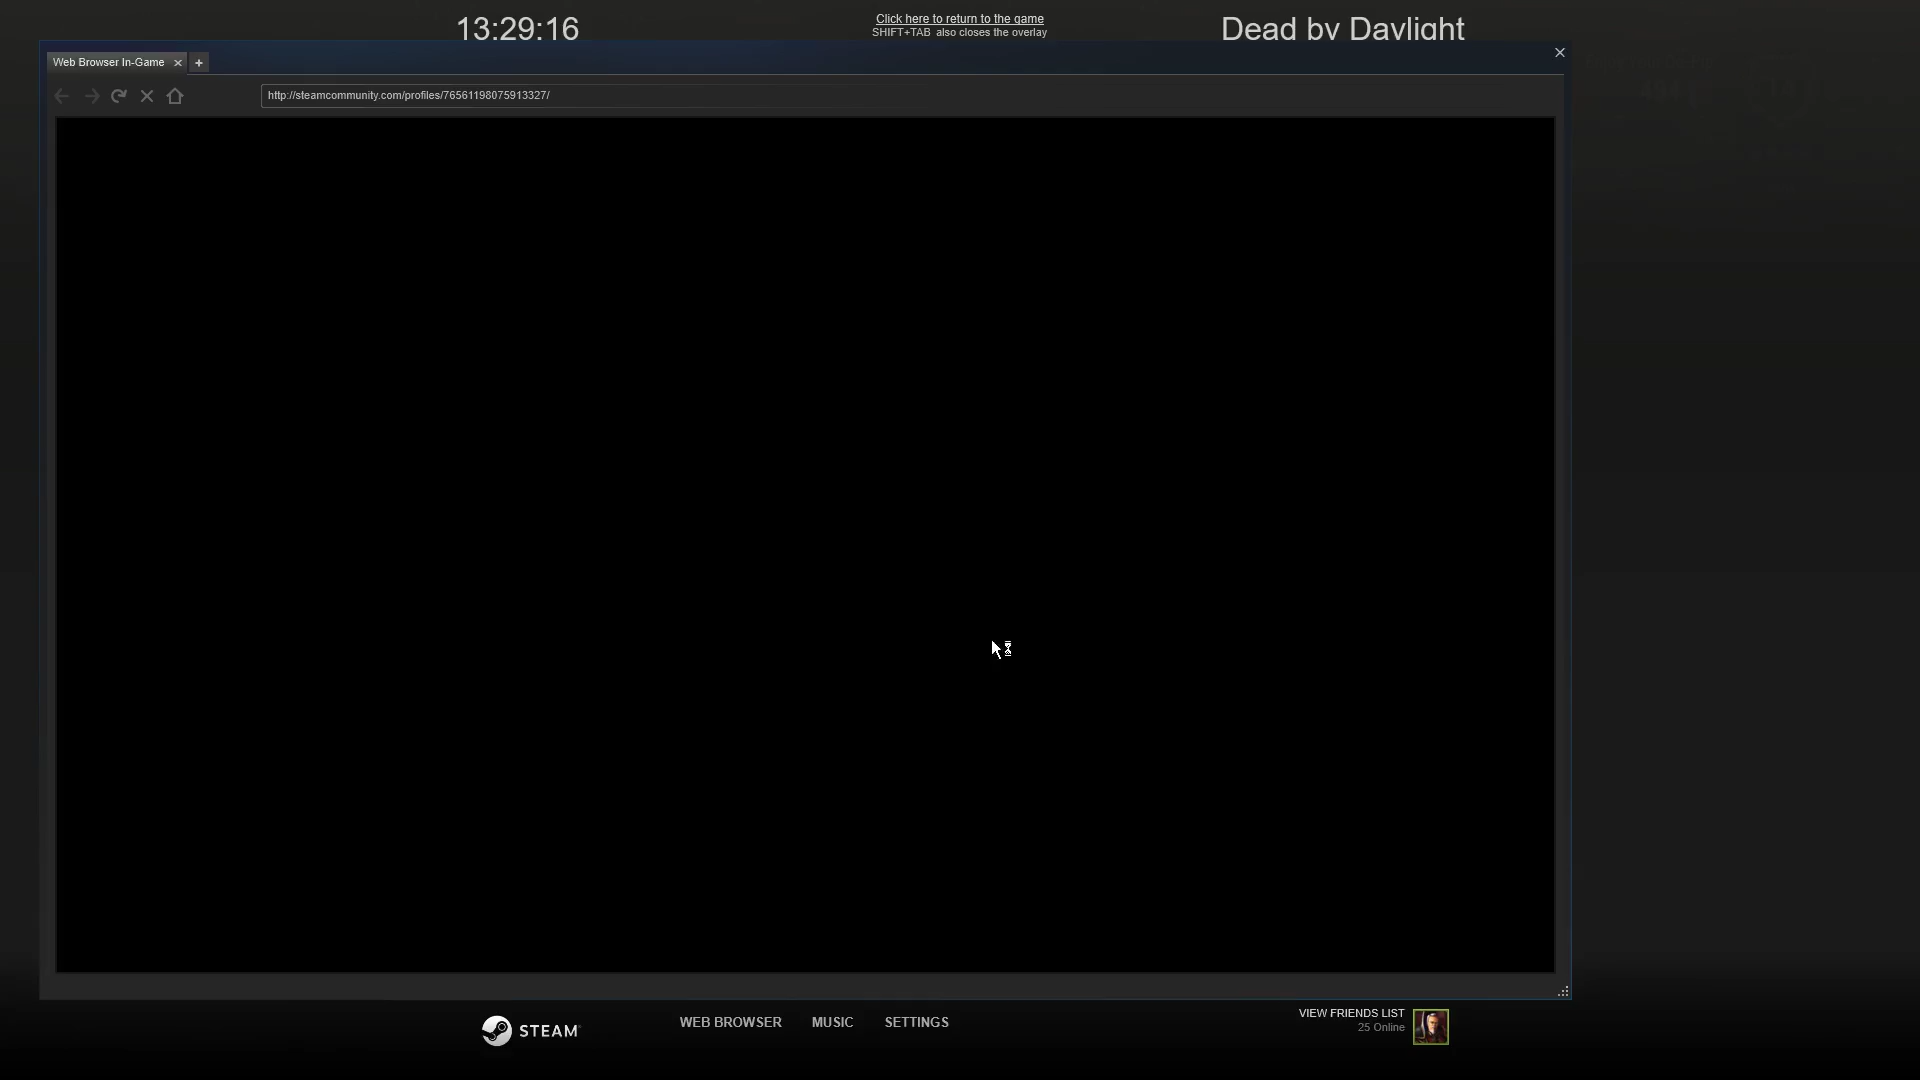 13:29:16
Click here to return to the game
SHIFT+TAB also closes the overlay
Dead by Daylight
Web Browser In-Game
http://steamcommunity.com/profiles/76561198075913327/
STEAM
WEB BROWSER
MUSIC
SETTINGS
VIEW FRIENDS LIST
25 Online